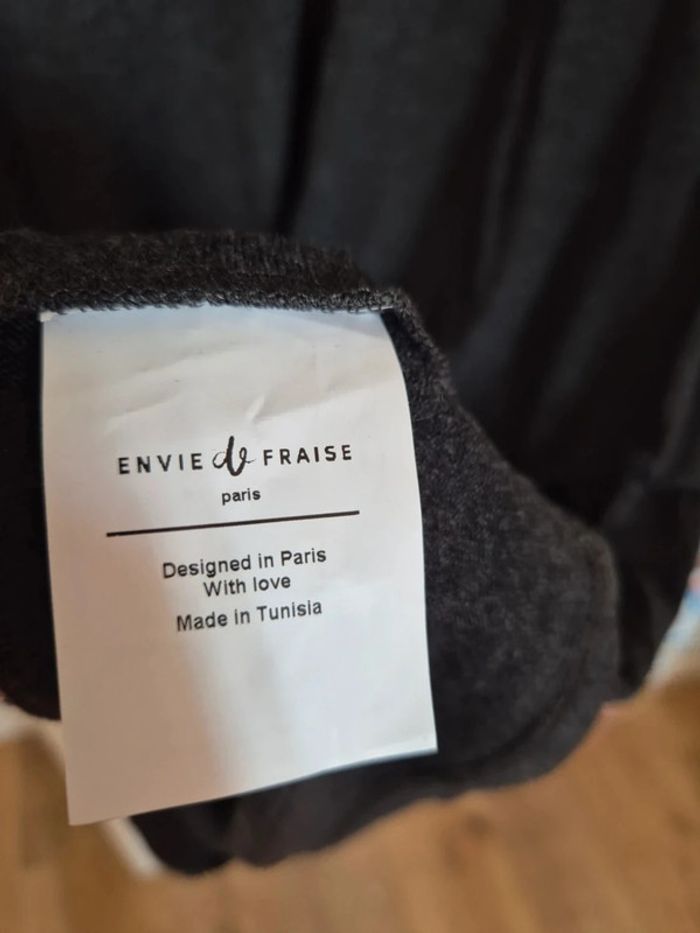 ENVIE de FRAISE
paris
Designed in Paris
With love
Made in Tunisia